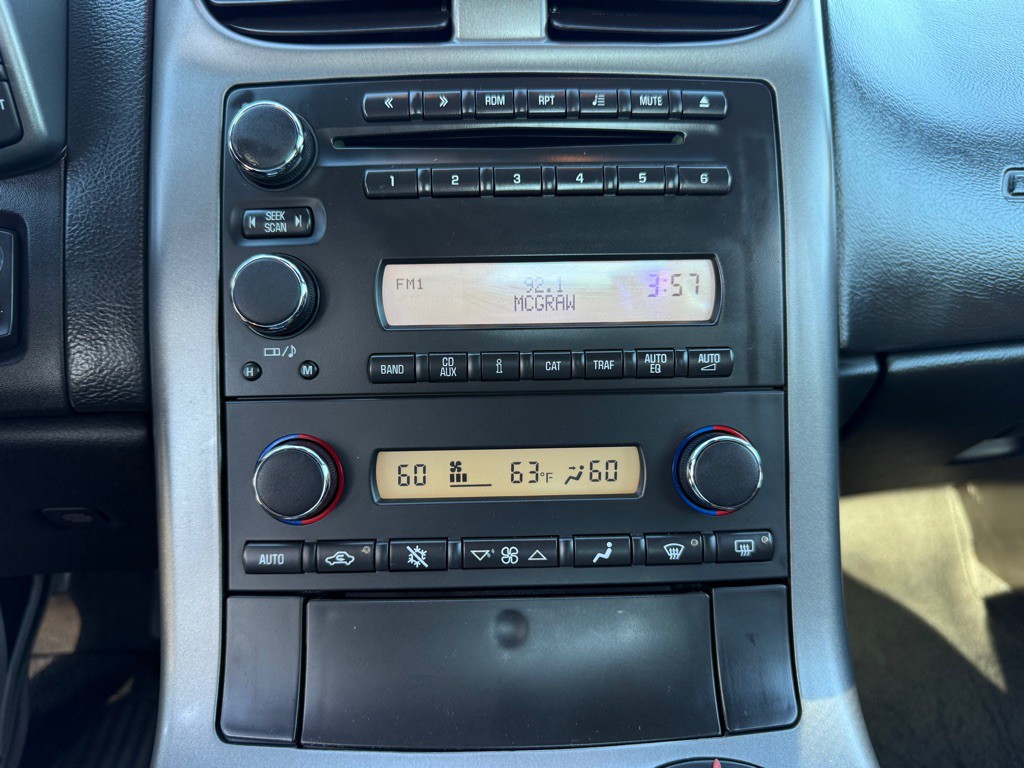 RDM RPT MUTE
1 2 3 4 5 6
SEEK
SCAN
FM1 92.1 3:57
MCGRAW
H M
BAND CD AUX i CAT TRAF AUTO EQ AUTO
60 63°F 60
AUTO